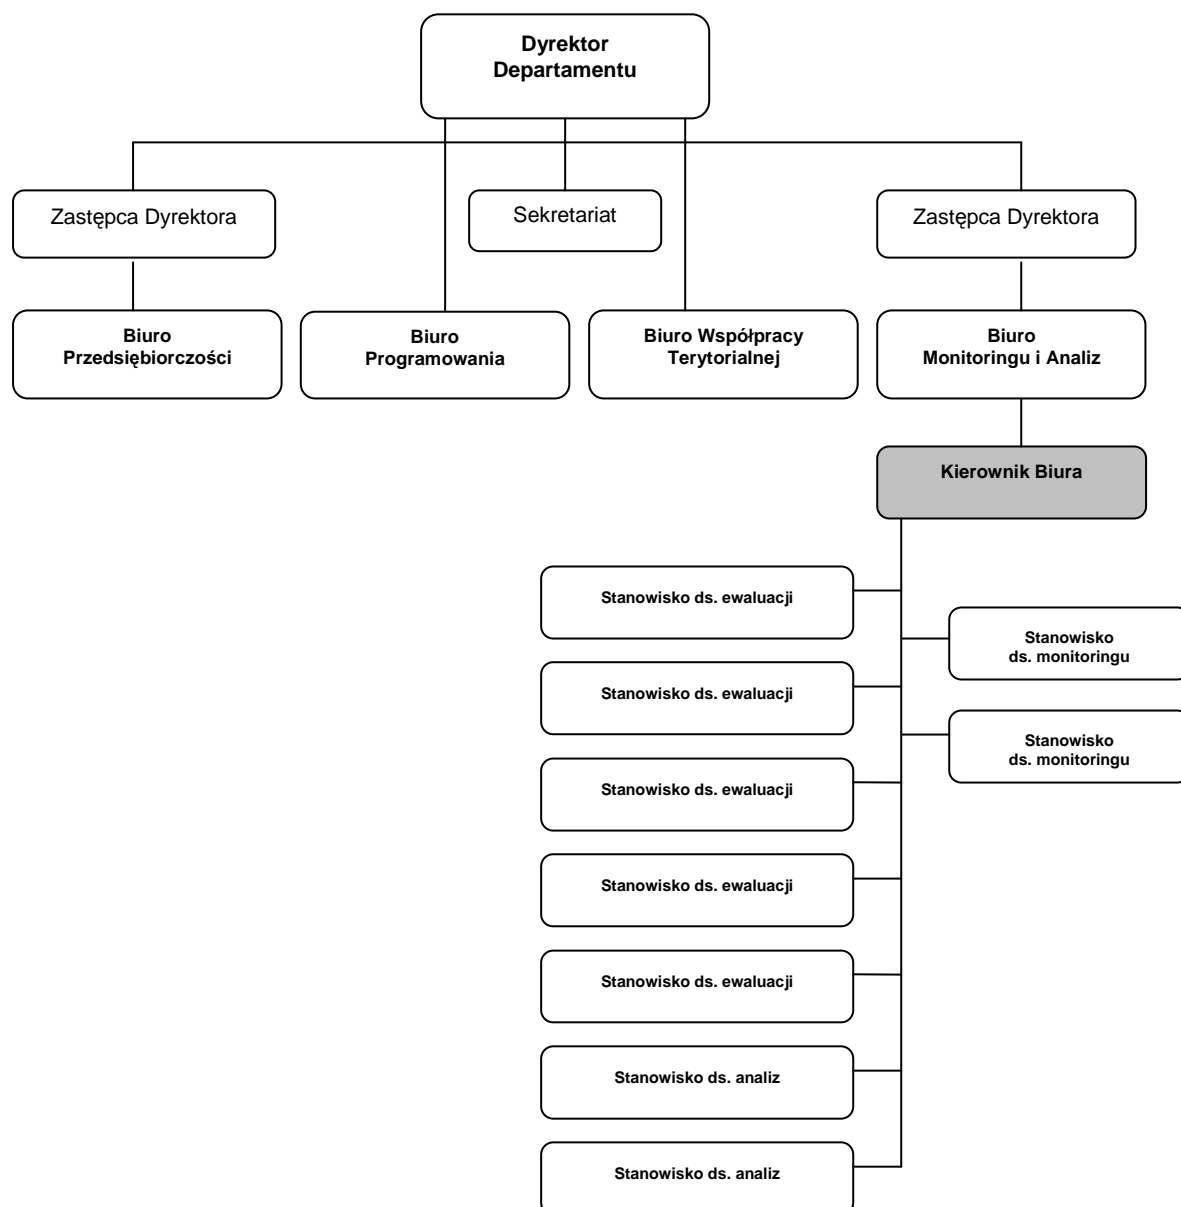 Dyrektor
Departamentu
Zastępca Dyrektora
Sekretariat
Zastępca Dyrektora
Biuro
Przedsiębiorczości
Biuro
Programowania
Biuro Współpracy
Terytorialnej
Biuro
Monitoringu i Analiz
Kierownik Biura
Stanowisko ds. ewaluacji
Stanowisko
ds. monitoringu
Stanowisko ds. ewaluacji
Stanowisko
ds. monitoringu
Stanowisko ds. ewaluacji
Stanowisko ds. ewaluacji
Stanowisko ds. ewaluacji
Stanowisko ds. analiz
Stanowisko ds. analiz